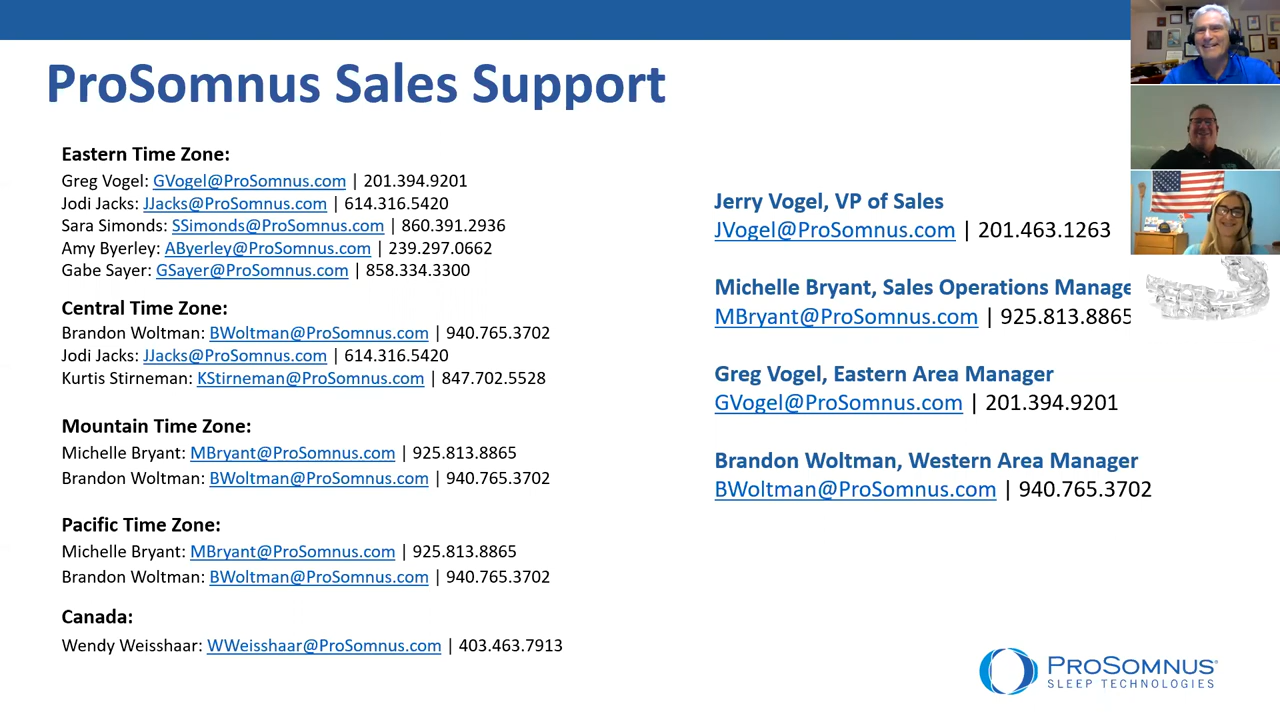 ProSomnus Sales Support
Eastern Time Zone:
Greg Vogel: GVogel@ProSomnus.com | 201.394.9201
Jodi Jacks: JJacks@ProSomnus.com | 614.316.5420
Sara Simonds: SSimonds@ProSomnus.com | 860.391.2936
Amy Byerley: AByerley@ProSomnus.com | 239.297.0662
Gabe Sayer: GSayer@ProSomnus.com | 858.334.3300
Central Time Zone:
Brandon Woltman: BWoltman@ProSomnus.com | 940.765.3702
Jodi Jacks: JJacks@ProSomnus.com | 614.316.5420
Kurtis Stirneman: KStirneman@ProSomnus.com | 847.702.5528
Mountain Time Zone:
Michelle Bryant: MBryant@ProSomnus.com | 925.813.8865
Brandon Woltman: BWoltman@ProSomnus.com | 940.765.3702
Pacific Time Zone:
Michelle Bryant: MBryant@ProSomnus.com | 925.813.8865
Brandon Woltman: BWoltman@ProSomnus.com | 940.765.3702
Canada:
Wendy Weisshaar: WWeisshaar@ProSomnus.com | 403.463.7913
Jerry Vogel, VP of Sales
JVogel@ProSomnus.com | 201.463.1263
Michelle Bryant, Sales Operations Manage
MBryant@ProSomnus.com | 925.813.8865
Greg Vogel, Eastern Area Manager
GVogel@ProSomnus.com | 201.394.9201
Brandon Woltman, Western Area Manager
BWoltman@ProSomnus.com | 940.765.3702
PROSOMNUS®
SLEEP TECHNOLOGIES